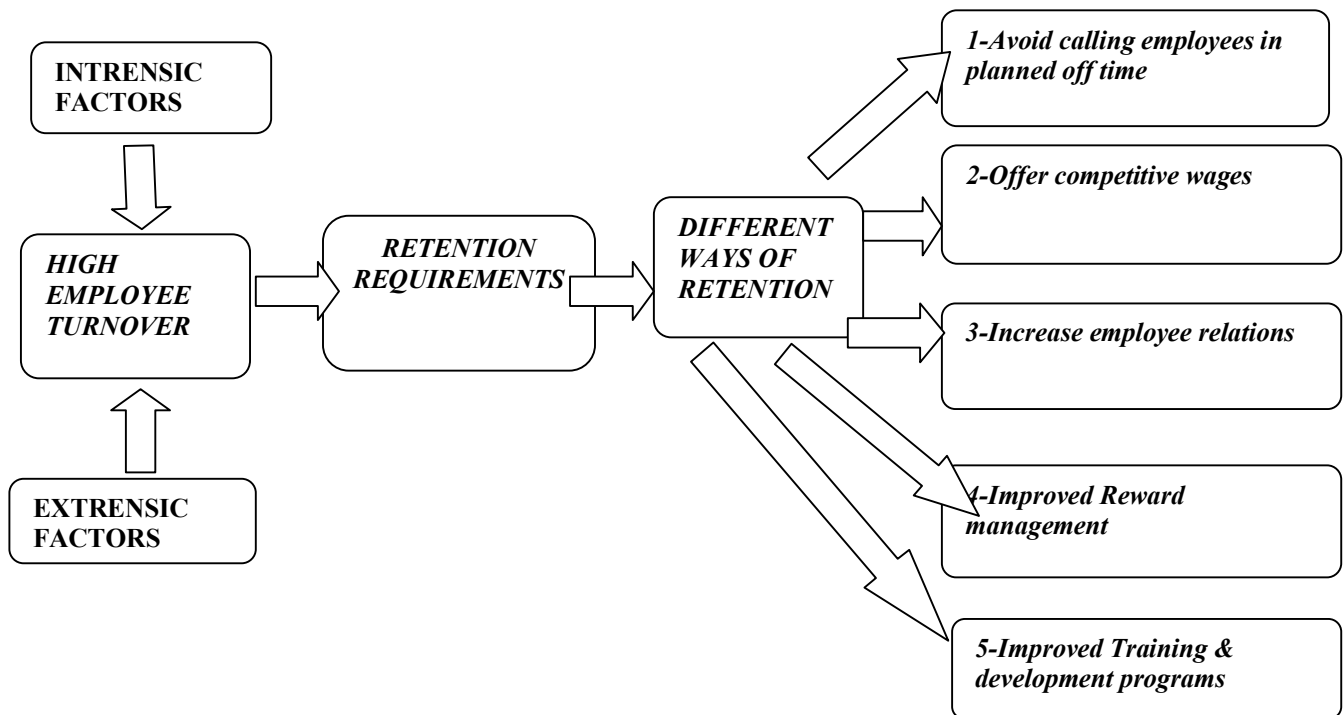 INTRENSIC
FACTORS
HIGH
EMPLOYEE
TURNOVER
EXTRENSIC
FACTORS
RETENTION
REQUIREMENTS
DIFFERENT
WAYS OF
RETENTION
1-Avoid calling employees in
planned off time
2-Offer competitive wages
3-Increase employee relations
4-Improved Reward
management
5-Improved Training &
development programs